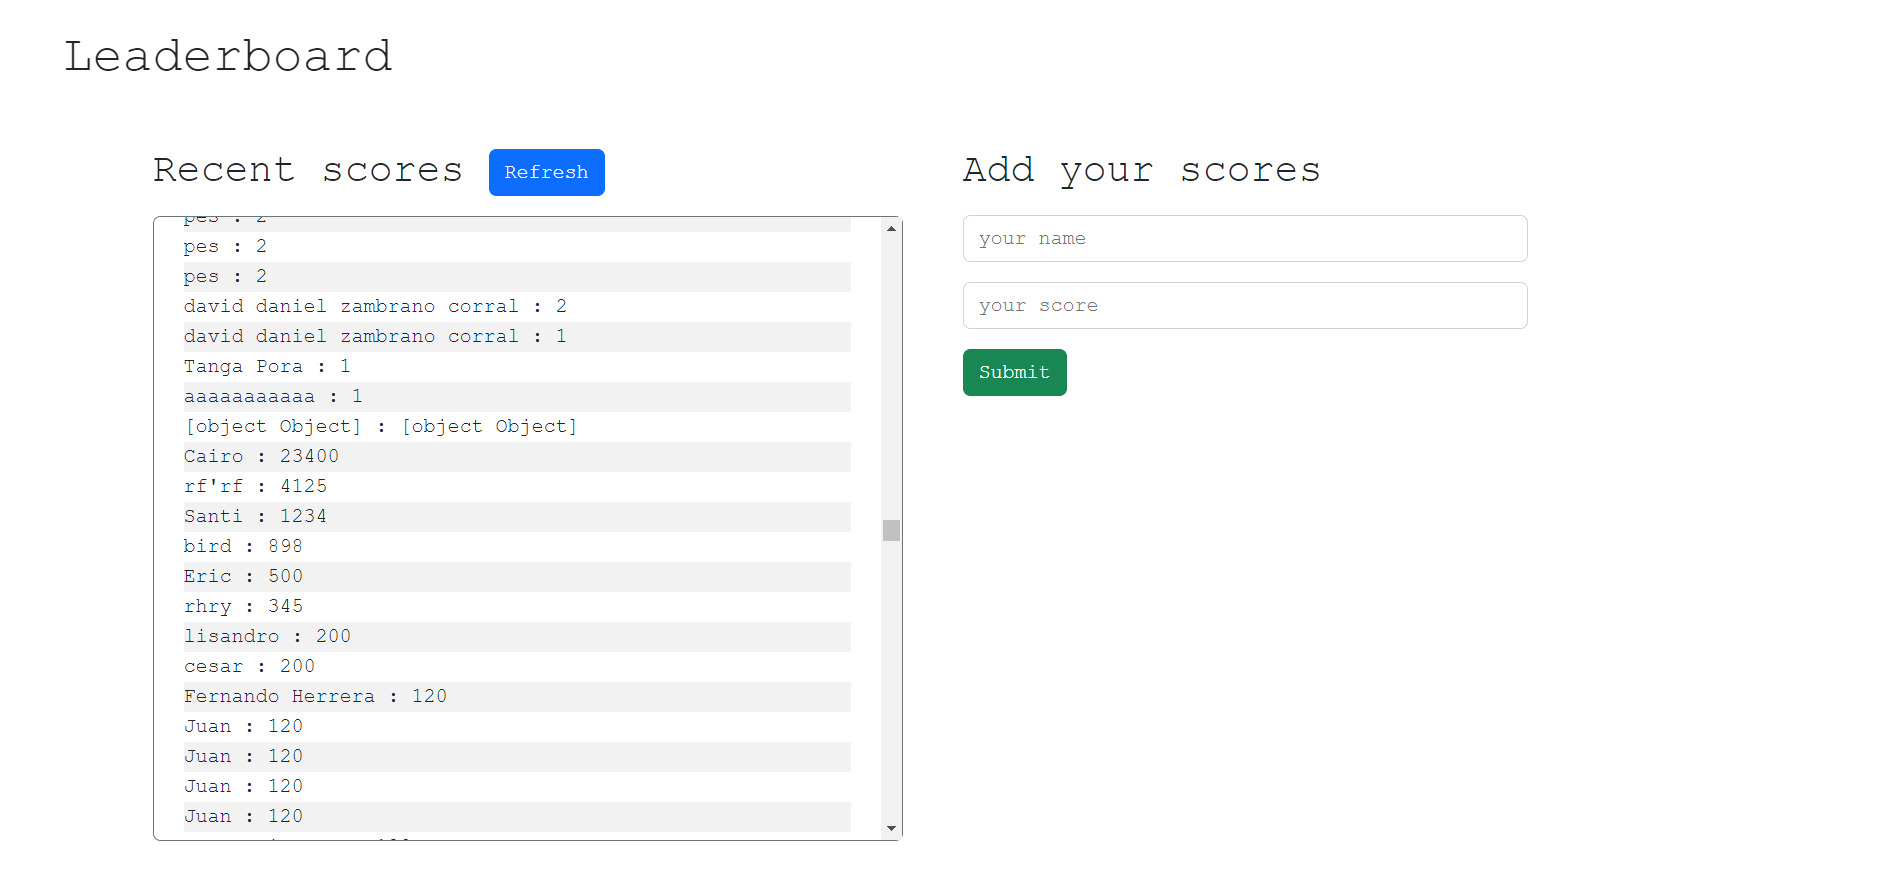 Leaderboard
Recent scores
Refresh
pes : 2
pes : 2
pes : 2
david daniel zambrano corral : 2
david daniel zambrano corral : 1
Tanga Pora : 1
aaaaaaaaaaa : 1
[object Object] : [object Object]
Cairo : 23400
rf'rf : 4125
Santi : 1234
bird : 898
Eric : 500
rhry : 345
lisandro : 200
cesar : 200
Fernando Herrera : 120
Juan : 120
Juan : 120
Juan : 120
Juan : 120
Add your scores
your name
your score
Submit